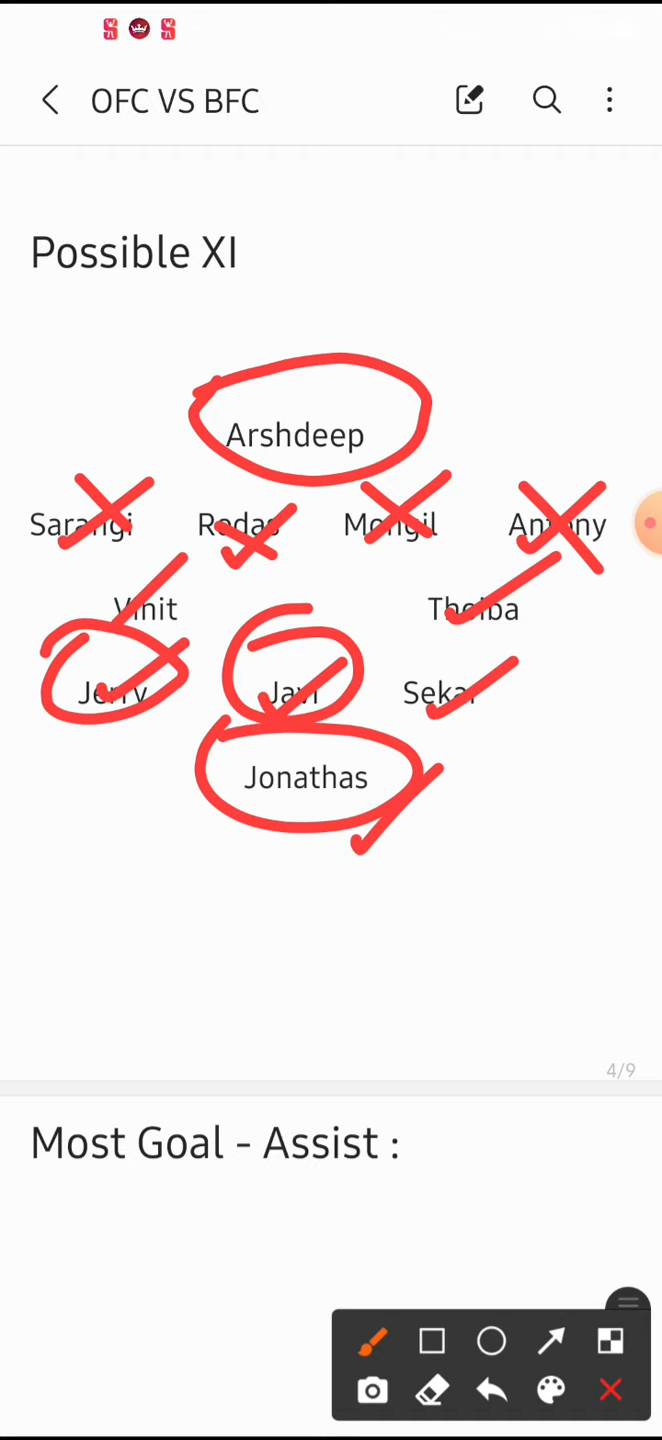 OFC VS BFC
Possible XI
Arshdeep
Sarangi Rodas Mongil Antony
Vinit Thoiba
Jerry Javi Sekar
Jonathas
4/9
Most Goal - Assist :